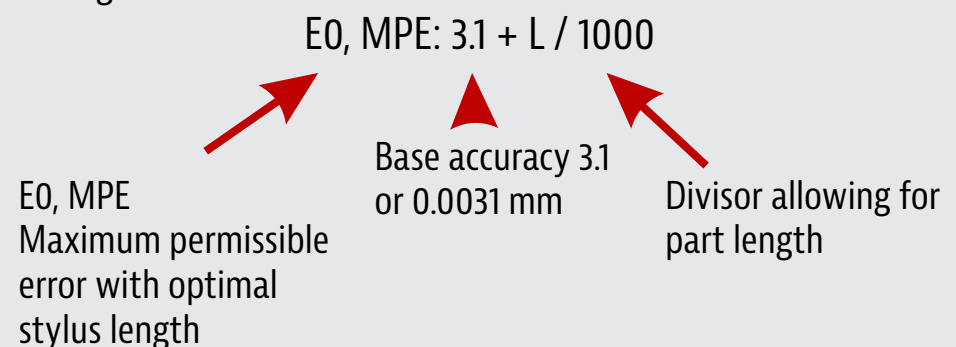 E0, MPE: 3.1 + L / 1000
Base accuracy 3.1
or 0.0031 mm
E0, MPE
Maximum permissible
error with optimal
stylus length
Divisor allowing for
part length